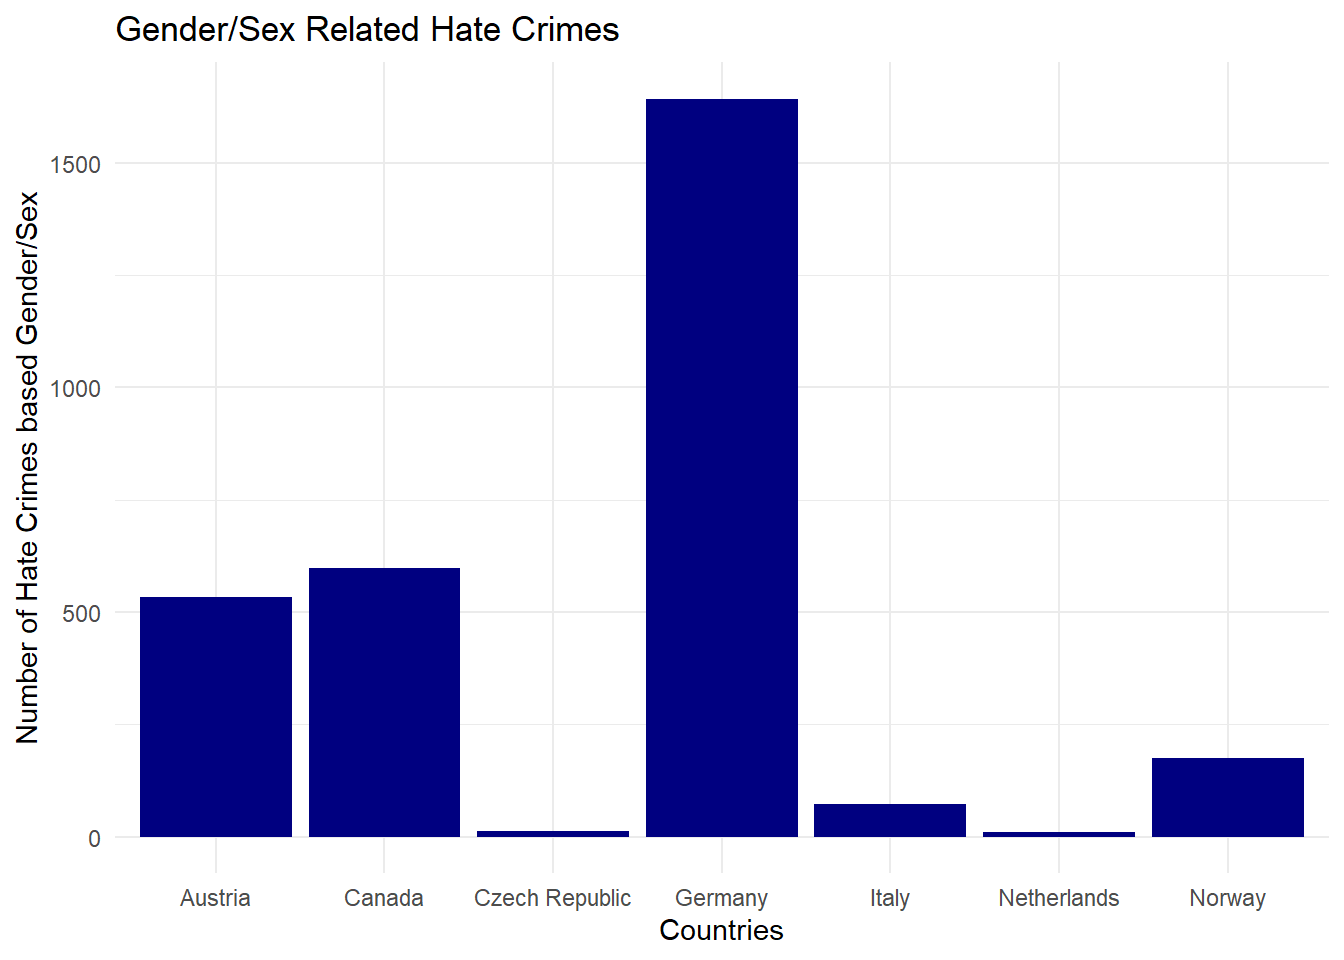 Gender/Sex Related Hate Crimes
Number of Hate Crimes based Gender/Sex
1500
1000
500
0
Austria Canada Czech Republic Germany Italy Netherlands Norway
Countries